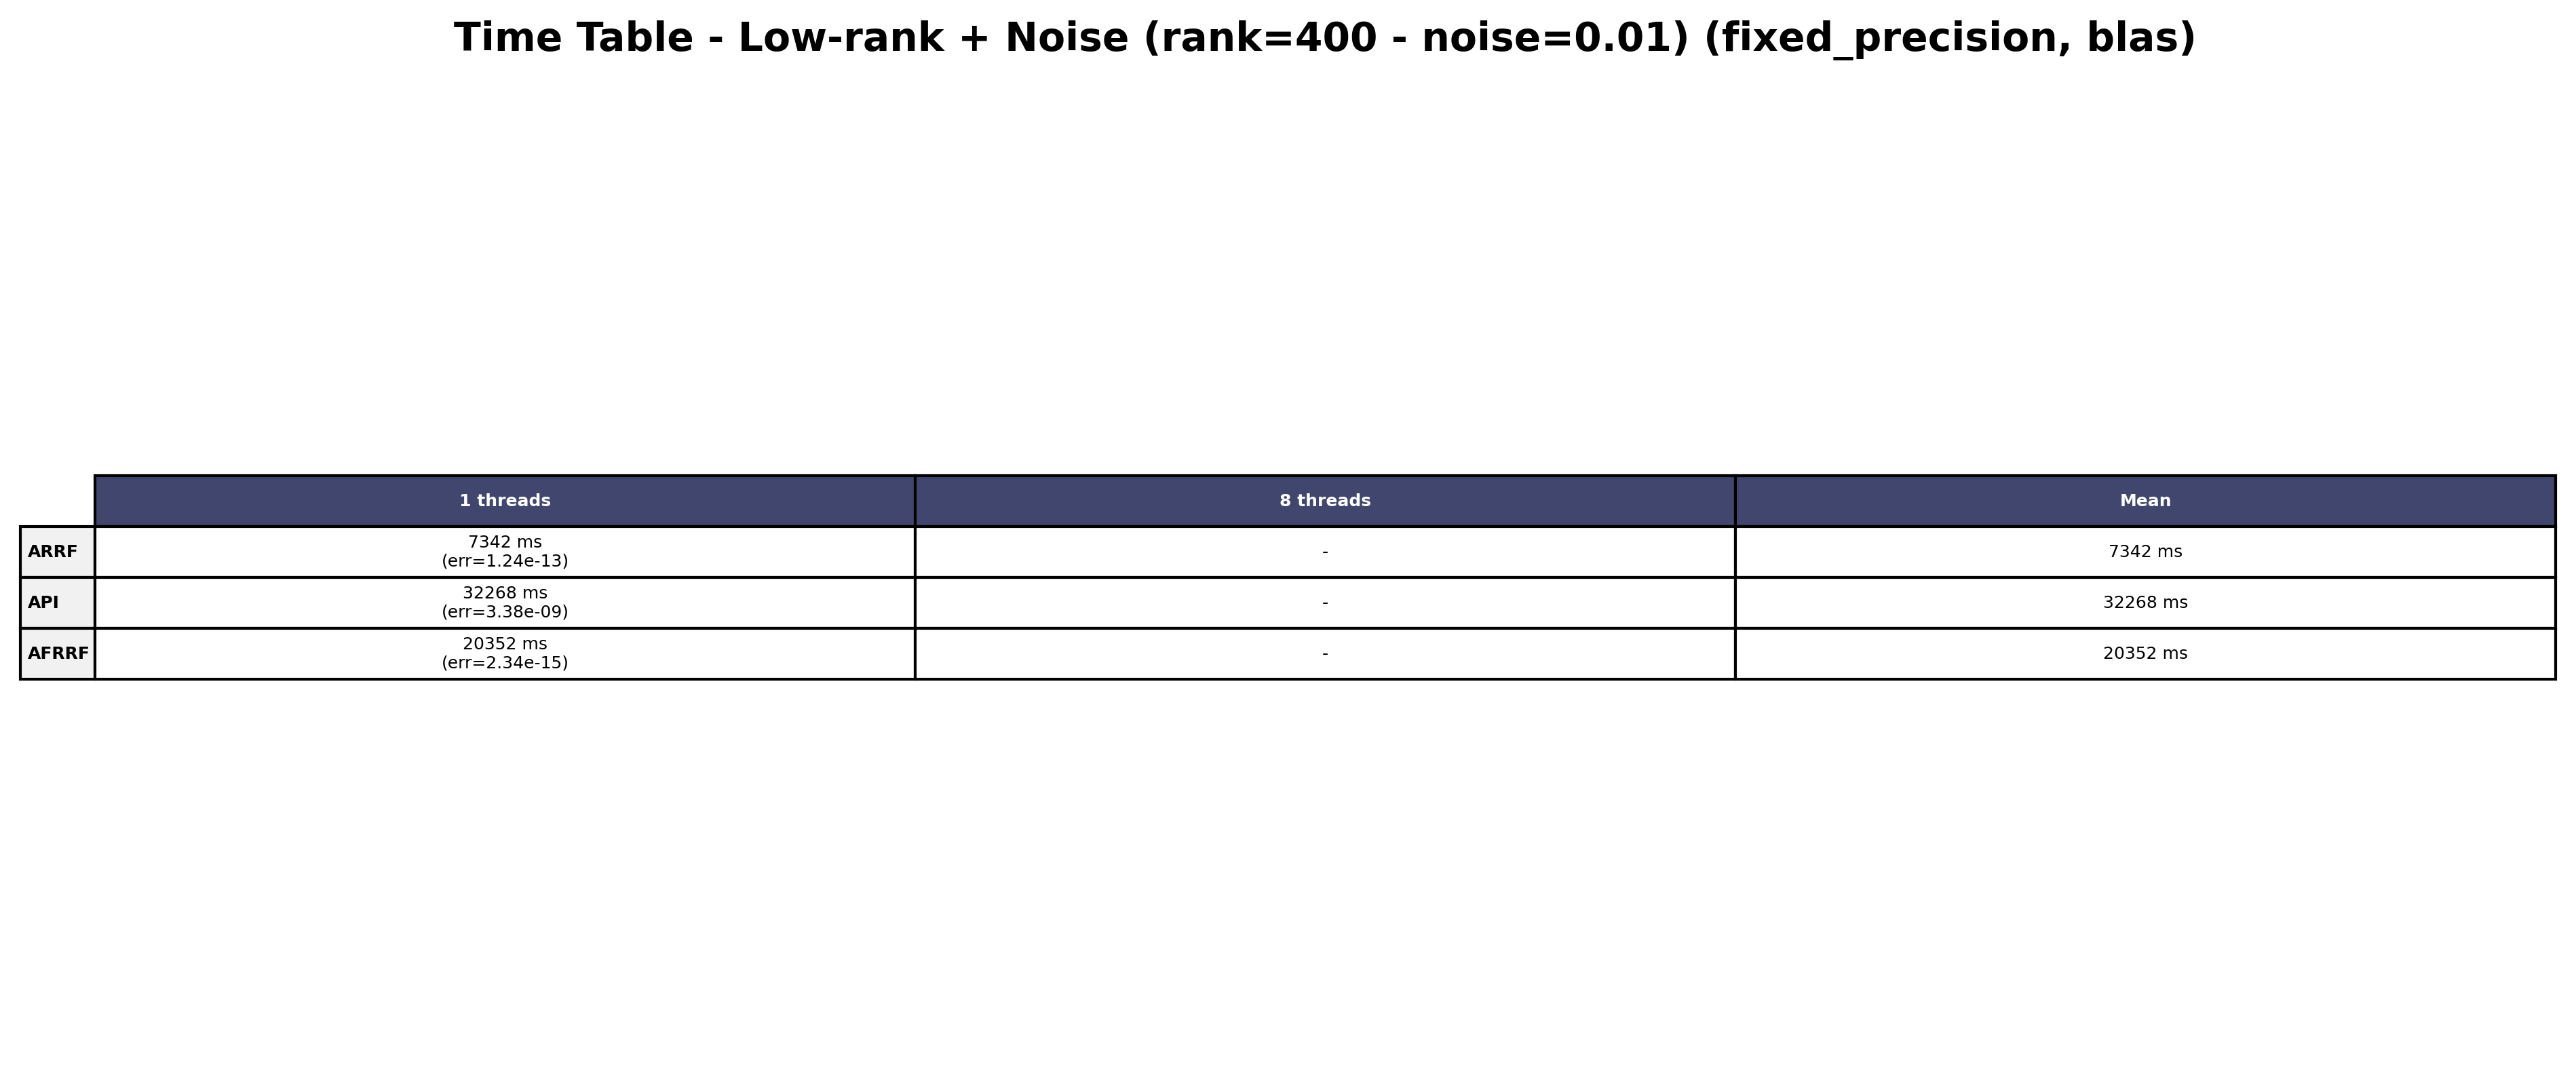 Time Table - Low-rank + Noise (rank=400 - noise=0.01) (fixed_precision, blas)
1 threads 8 threads Mean
ARRF 7342 ms (err=1.24e-13) - 7342 ms
API 32268 ms (err=3.38e-09) - 32268 ms
AFRRF 20352 ms (err=2.34e-15) - 20352 ms